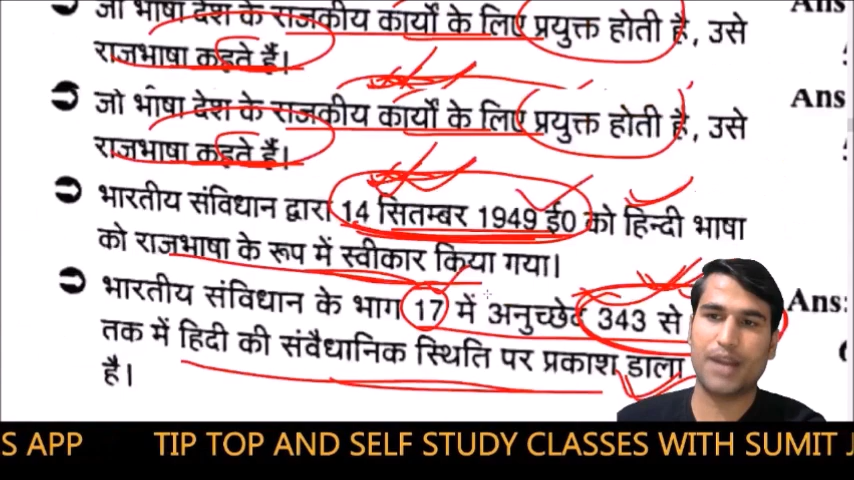 जो भाषा देश के राजकीय कार्यों के लिए प्रयुक्त होती है, उसे
राजभाषा कहते हैं।
जो भाषा देश के राजकीय कार्यों के लिए प्रयुक्त होती है, उसे
राजभाषा कहते हैं।
भारतीय संविधान द्वारा 14 सितम्बर 1949 ई0 को हिन्दी भाषा
को राजभाषा के रूप में स्वीकार किया गया।
भारतीय संविधान के भाग 17 में अनुच्छेद 343 से
तक में हिदी की संवैधानिक स्थिति पर प्रकाश डाला
है।
Ans
Ans
Ans:
S APP TIP TOP AND SELF STUDY CLASSES WITH SUMIT J